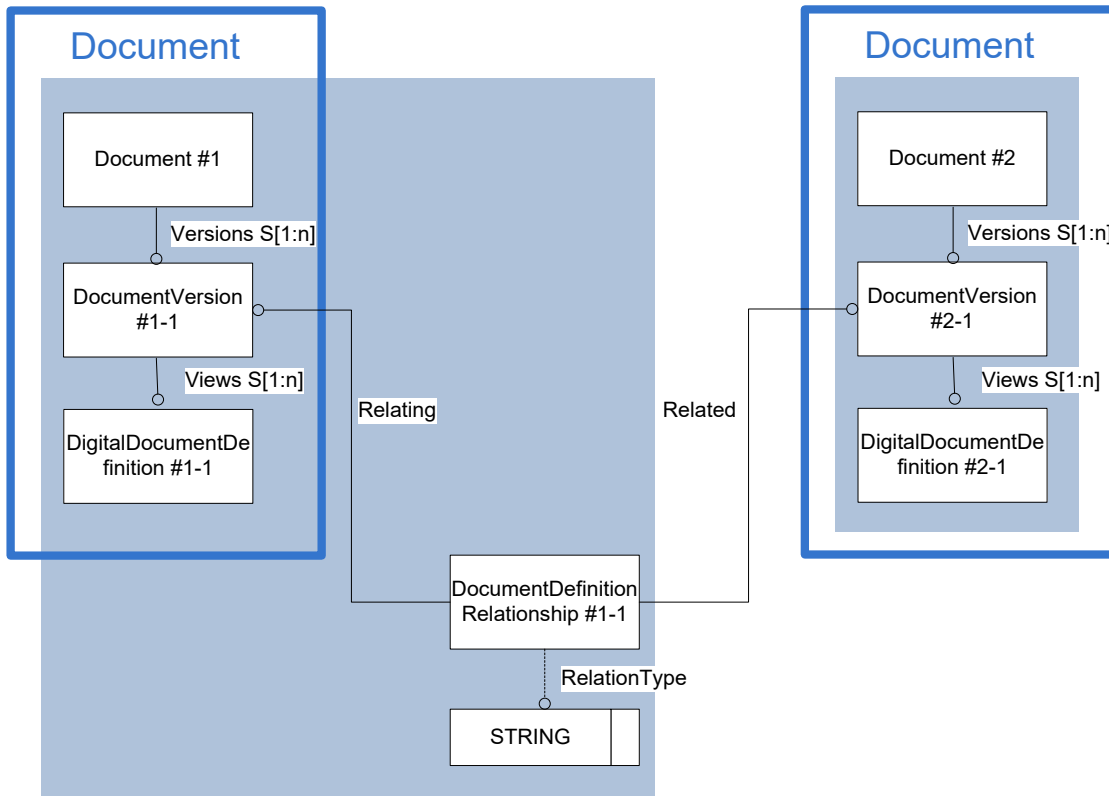 Document
Document #1
Versions S[1:n]
DocumentVersion
#1-1
Views S[1:n]
DigitalDocumentDe
finition #1-1
Relating
Related
DocumentDefinition
Relationship #1-1
RelationType
STRING
Document
Document #2
Versions S[1:n]
DocumentVersion
#2-1
Views S[1:n]
DigitalDocumentDe
finition #2-1